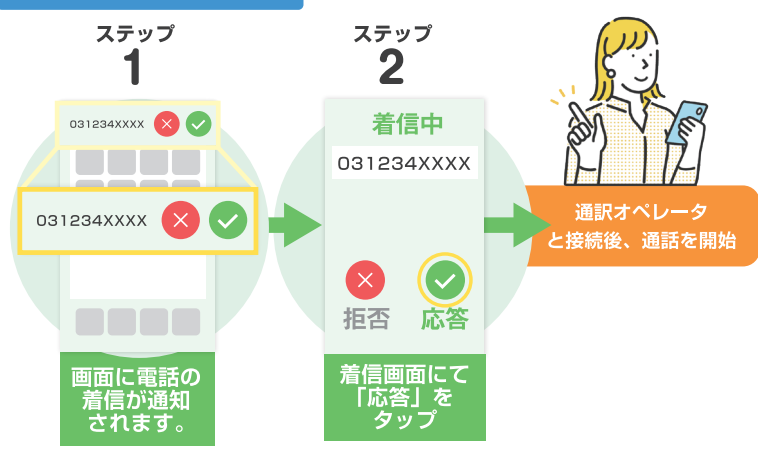 ステップ
1
031234XXXX
031234XXXX
画面に電話の
着信が通知
されます。
ステップ
2
着信中
031234XXXX
拒否
応答
着信画面にて
「応答」を
タップ
通訳オペレータ
と接続後、通話を開始